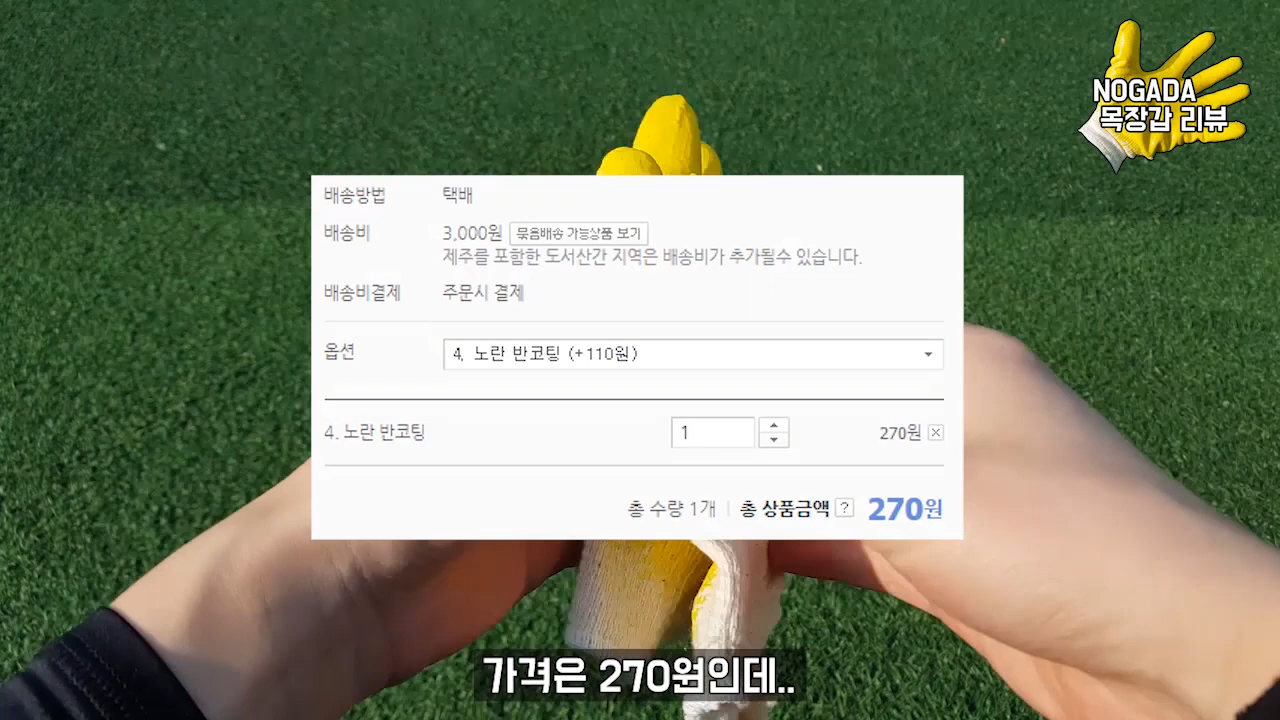 NOGADA
목장갑 리뷰
배송방법 택배
배송비 3,000원 묶음배송 가능상품 보기
제주를 포함한 도서산간 지역은 배송비가 추가될수 있습니다.
배송비결제 주문시 결제
옵션 4. 노란 반코팅 (+110원)
4. 노란 반코팅 1 270원
총 수량 1개 총 상품금액 ? 270원
가격은 270원인데..